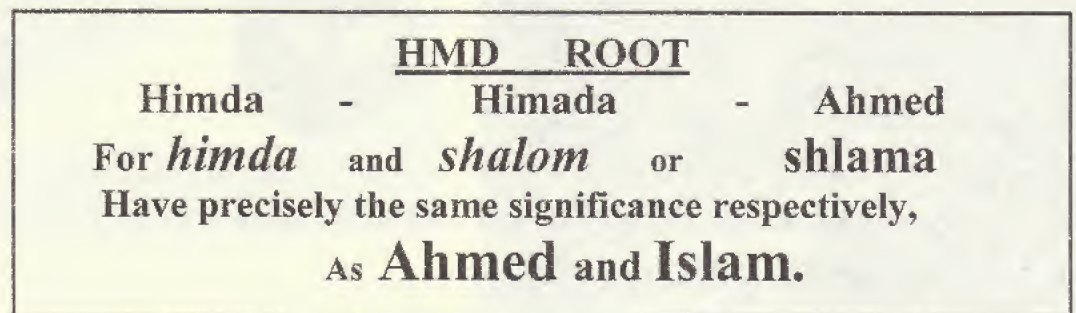 HMD ROOT
Himda - Himada - Ahmed
For himda and shalom or shlama
Have precisely the same significance respectively,
As Ahmed and Islam.